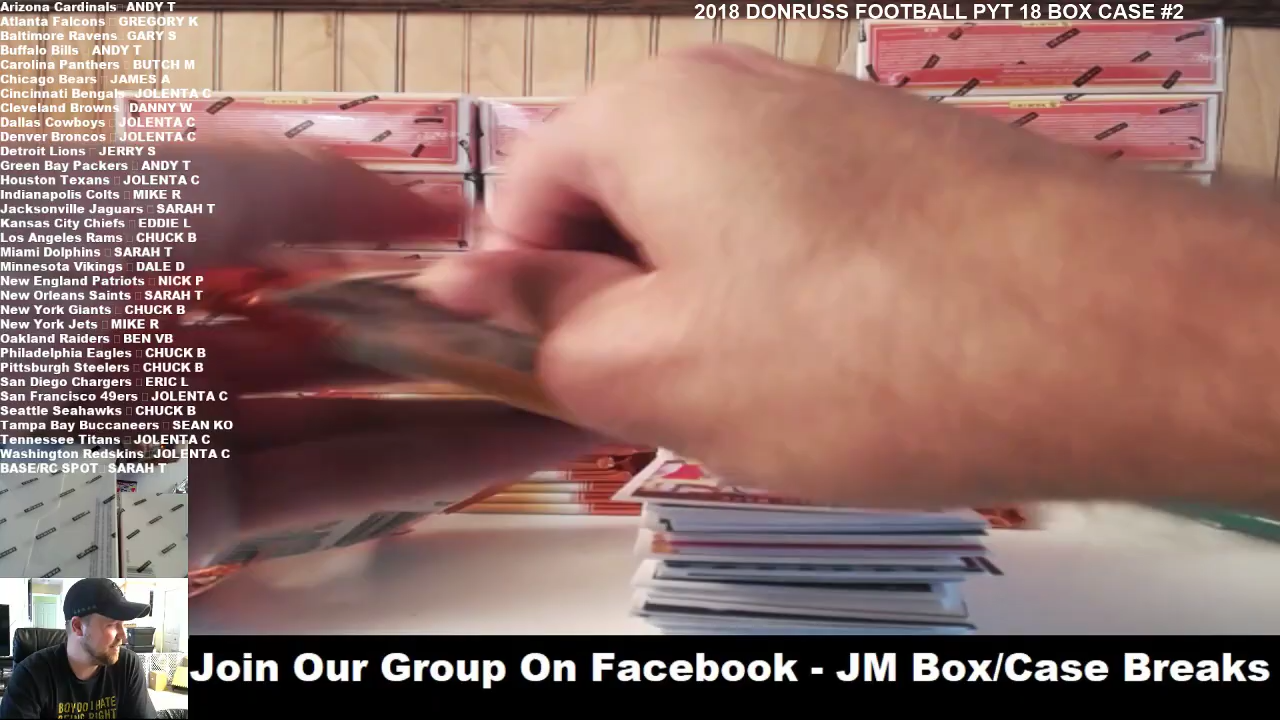 2018 DONRUSS FOOTBALL PYT 18 BOX CASE #2
Arizona Cardinals ANDY T
Atlanta Falcons GREGORY K
Baltimore Ravens GARY S
Buffalo Bills ANDY T
Carolina Panthers BUTCH M
Chicago Bears JAMES A
Cincinnati Bengals JOLENTA C
Cleveland Browns DANNY W
Dallas Cowboys JOLENTA C
Denver Broncos JOLENTA C
Detroit Lions JERRY S
Green Bay Packers ANDY T
Houston Texans JOLENTA C
Indianapolis Colts MIKE R
Jacksonville Jaguars SARAH T
Kansas City Chiefs EDDIE L
Los Angeles Rams CHUCK B
Miami Dolphins SARAH T
Minnesota Vikings DALE D
New England Patriots NICK P
New Orleans Saints SARAH T
New York Giants CHUCK B
New York Jets MIKE R
Oakland Raiders BEN VB
Philadelphia Eagles CHUCK B
Pittsburgh Steelers CHUCK B
San Diego Chargers ERIC L
San Francisco 49ers JOLENTA C
Seattle Seahawks CHUCK B
Tampa Bay Buccaneers SEAN KO
Tennessee Titans JOLENTA C
Washington Redskins JOLENTA C
BASE/RC SPOT SARAH T
BOY DO I HATE
BEING RIGHT
Join Our Group On Facebook - JM Box/Case Breaks